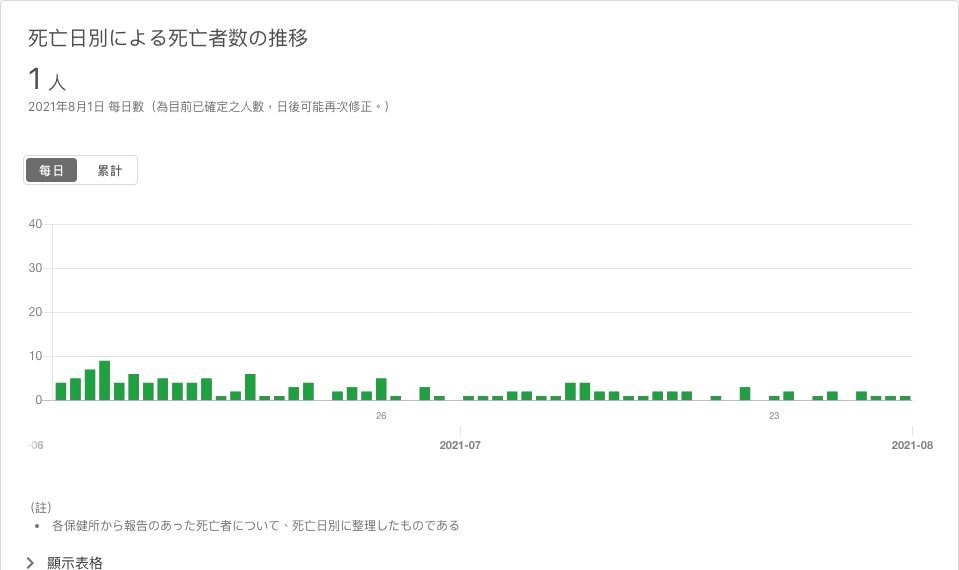 死亡日別による死亡者数の推移
1 人
2021年8月1日 每日數（為目前已確定之人數，日後可能再次修正。）
每日 累計
40
30
20
10
0
26 23
-06 2021-07 2021-08
（註）
• 各保健所から報告のあった死亡者について、死亡日別に整理したものである
顯示表格